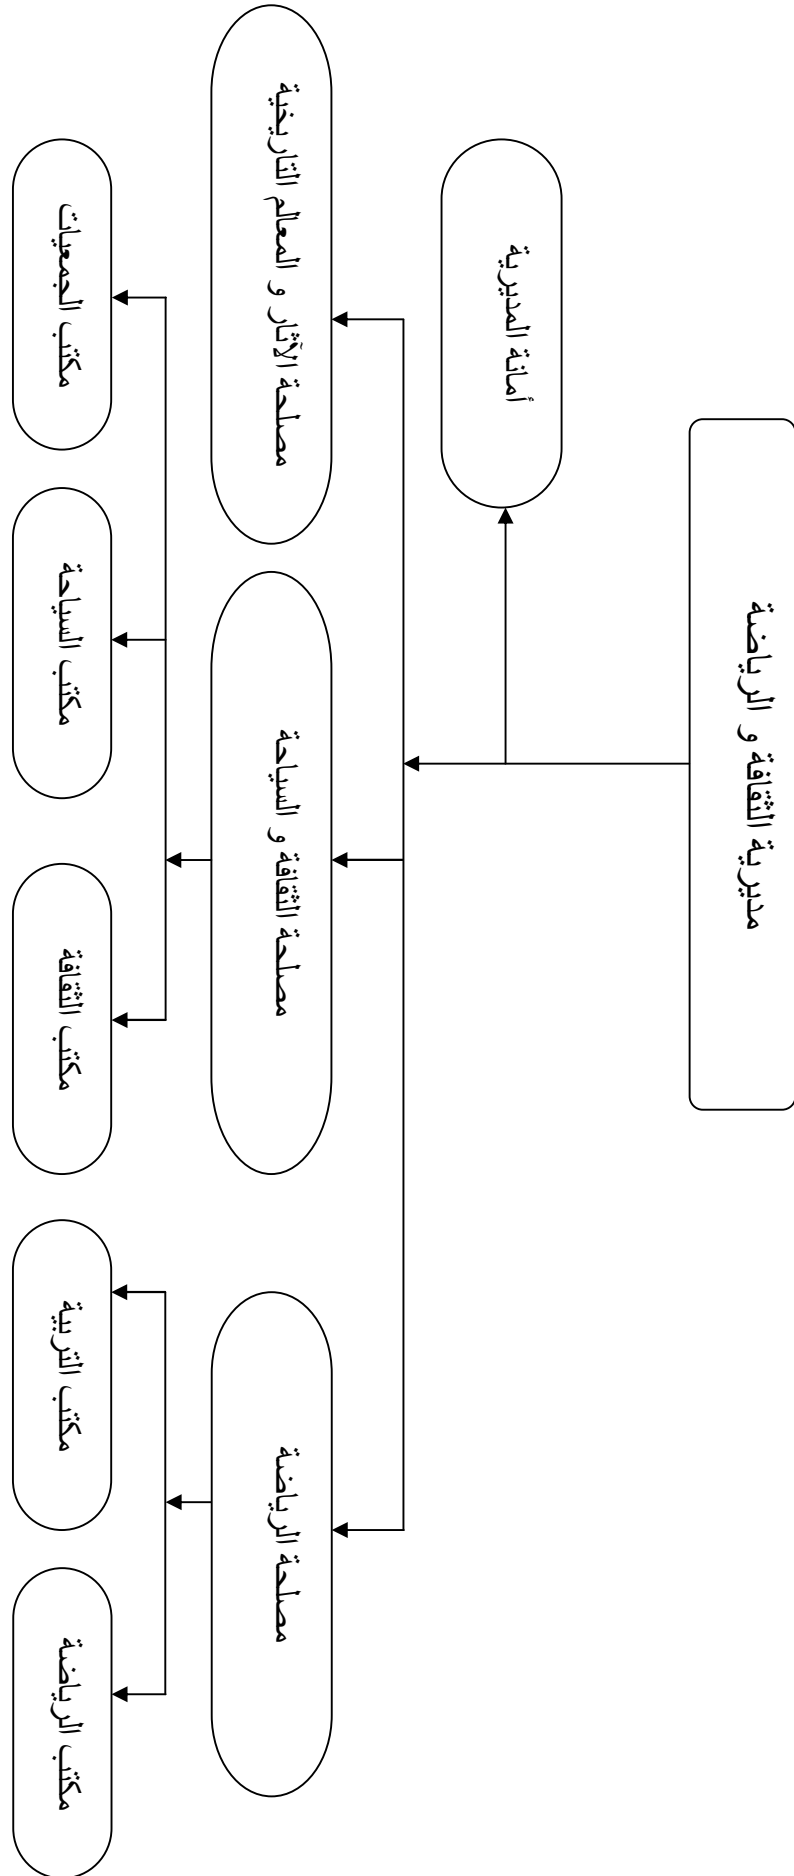 مديرية الثقافة و الرياضة
أمانة المديرية
مصلحة الرياضة
مصلحة الثقافة و السياحة
مصلحة الآثار و المعالم التاريخية
مكتب الرياضة
مكتب التربية
مكتب الثقافة
مكتب السياحة
مكتب الجمعيات